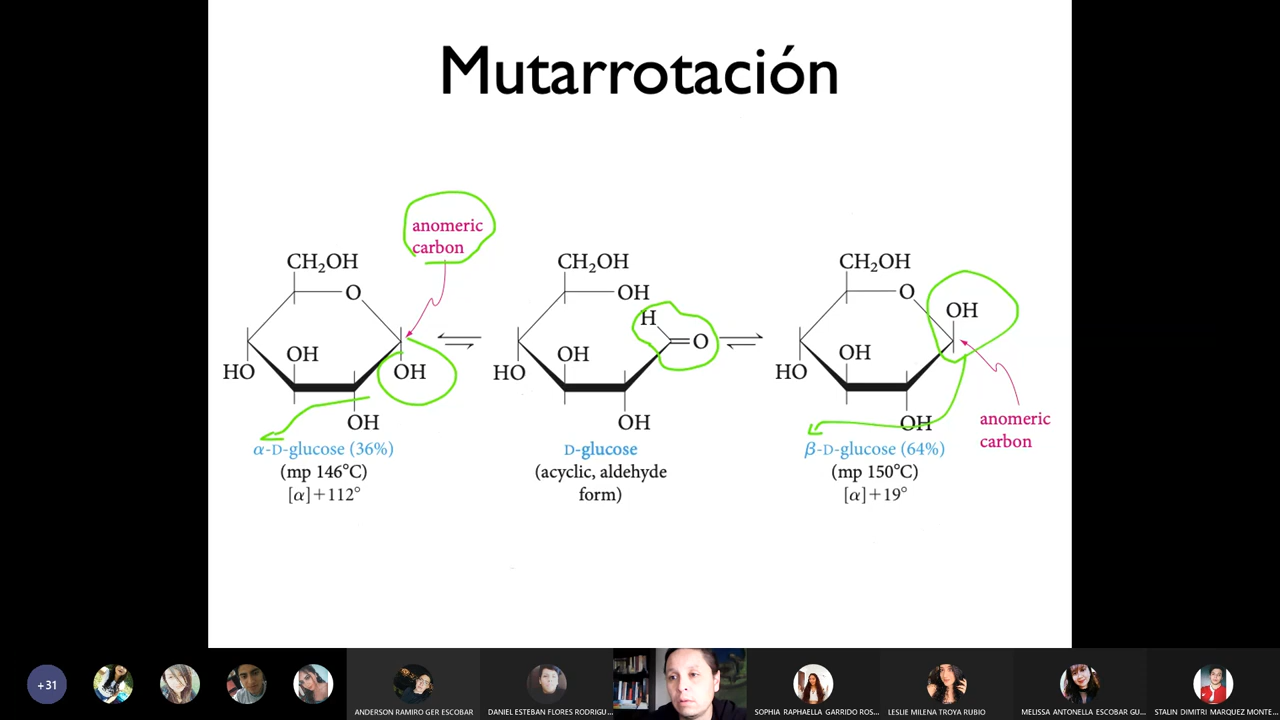 Mutarrotación
anomeric
carbon
CH₂OH
O
OH
HO
OH
OH
α-D-glucose (36%)
(mp 146°C)
[α]+112°
CH₂OH
OH
H
O
OH
HO
OH
D-glucose
(acyclic, aldehyde
form)
CH₂OH
O
OH
OH
HO
OH
anomeric
carbon
β-D-glucose (64%)
(mp 150°C)
[α]+19°
+31
ANDERSON RAMIRO GER ESCOBAR
DANIEL ESTEBAN FLORES RODRIGU...
SOPHIA RAPHAELLA GARRIDO ROS...
LESLIE MILENA TROYA RUBIO
MELISSA ANTONELLA ESCOBAR GU...
STALIN DIMITRI MARQUEZ MONTE...